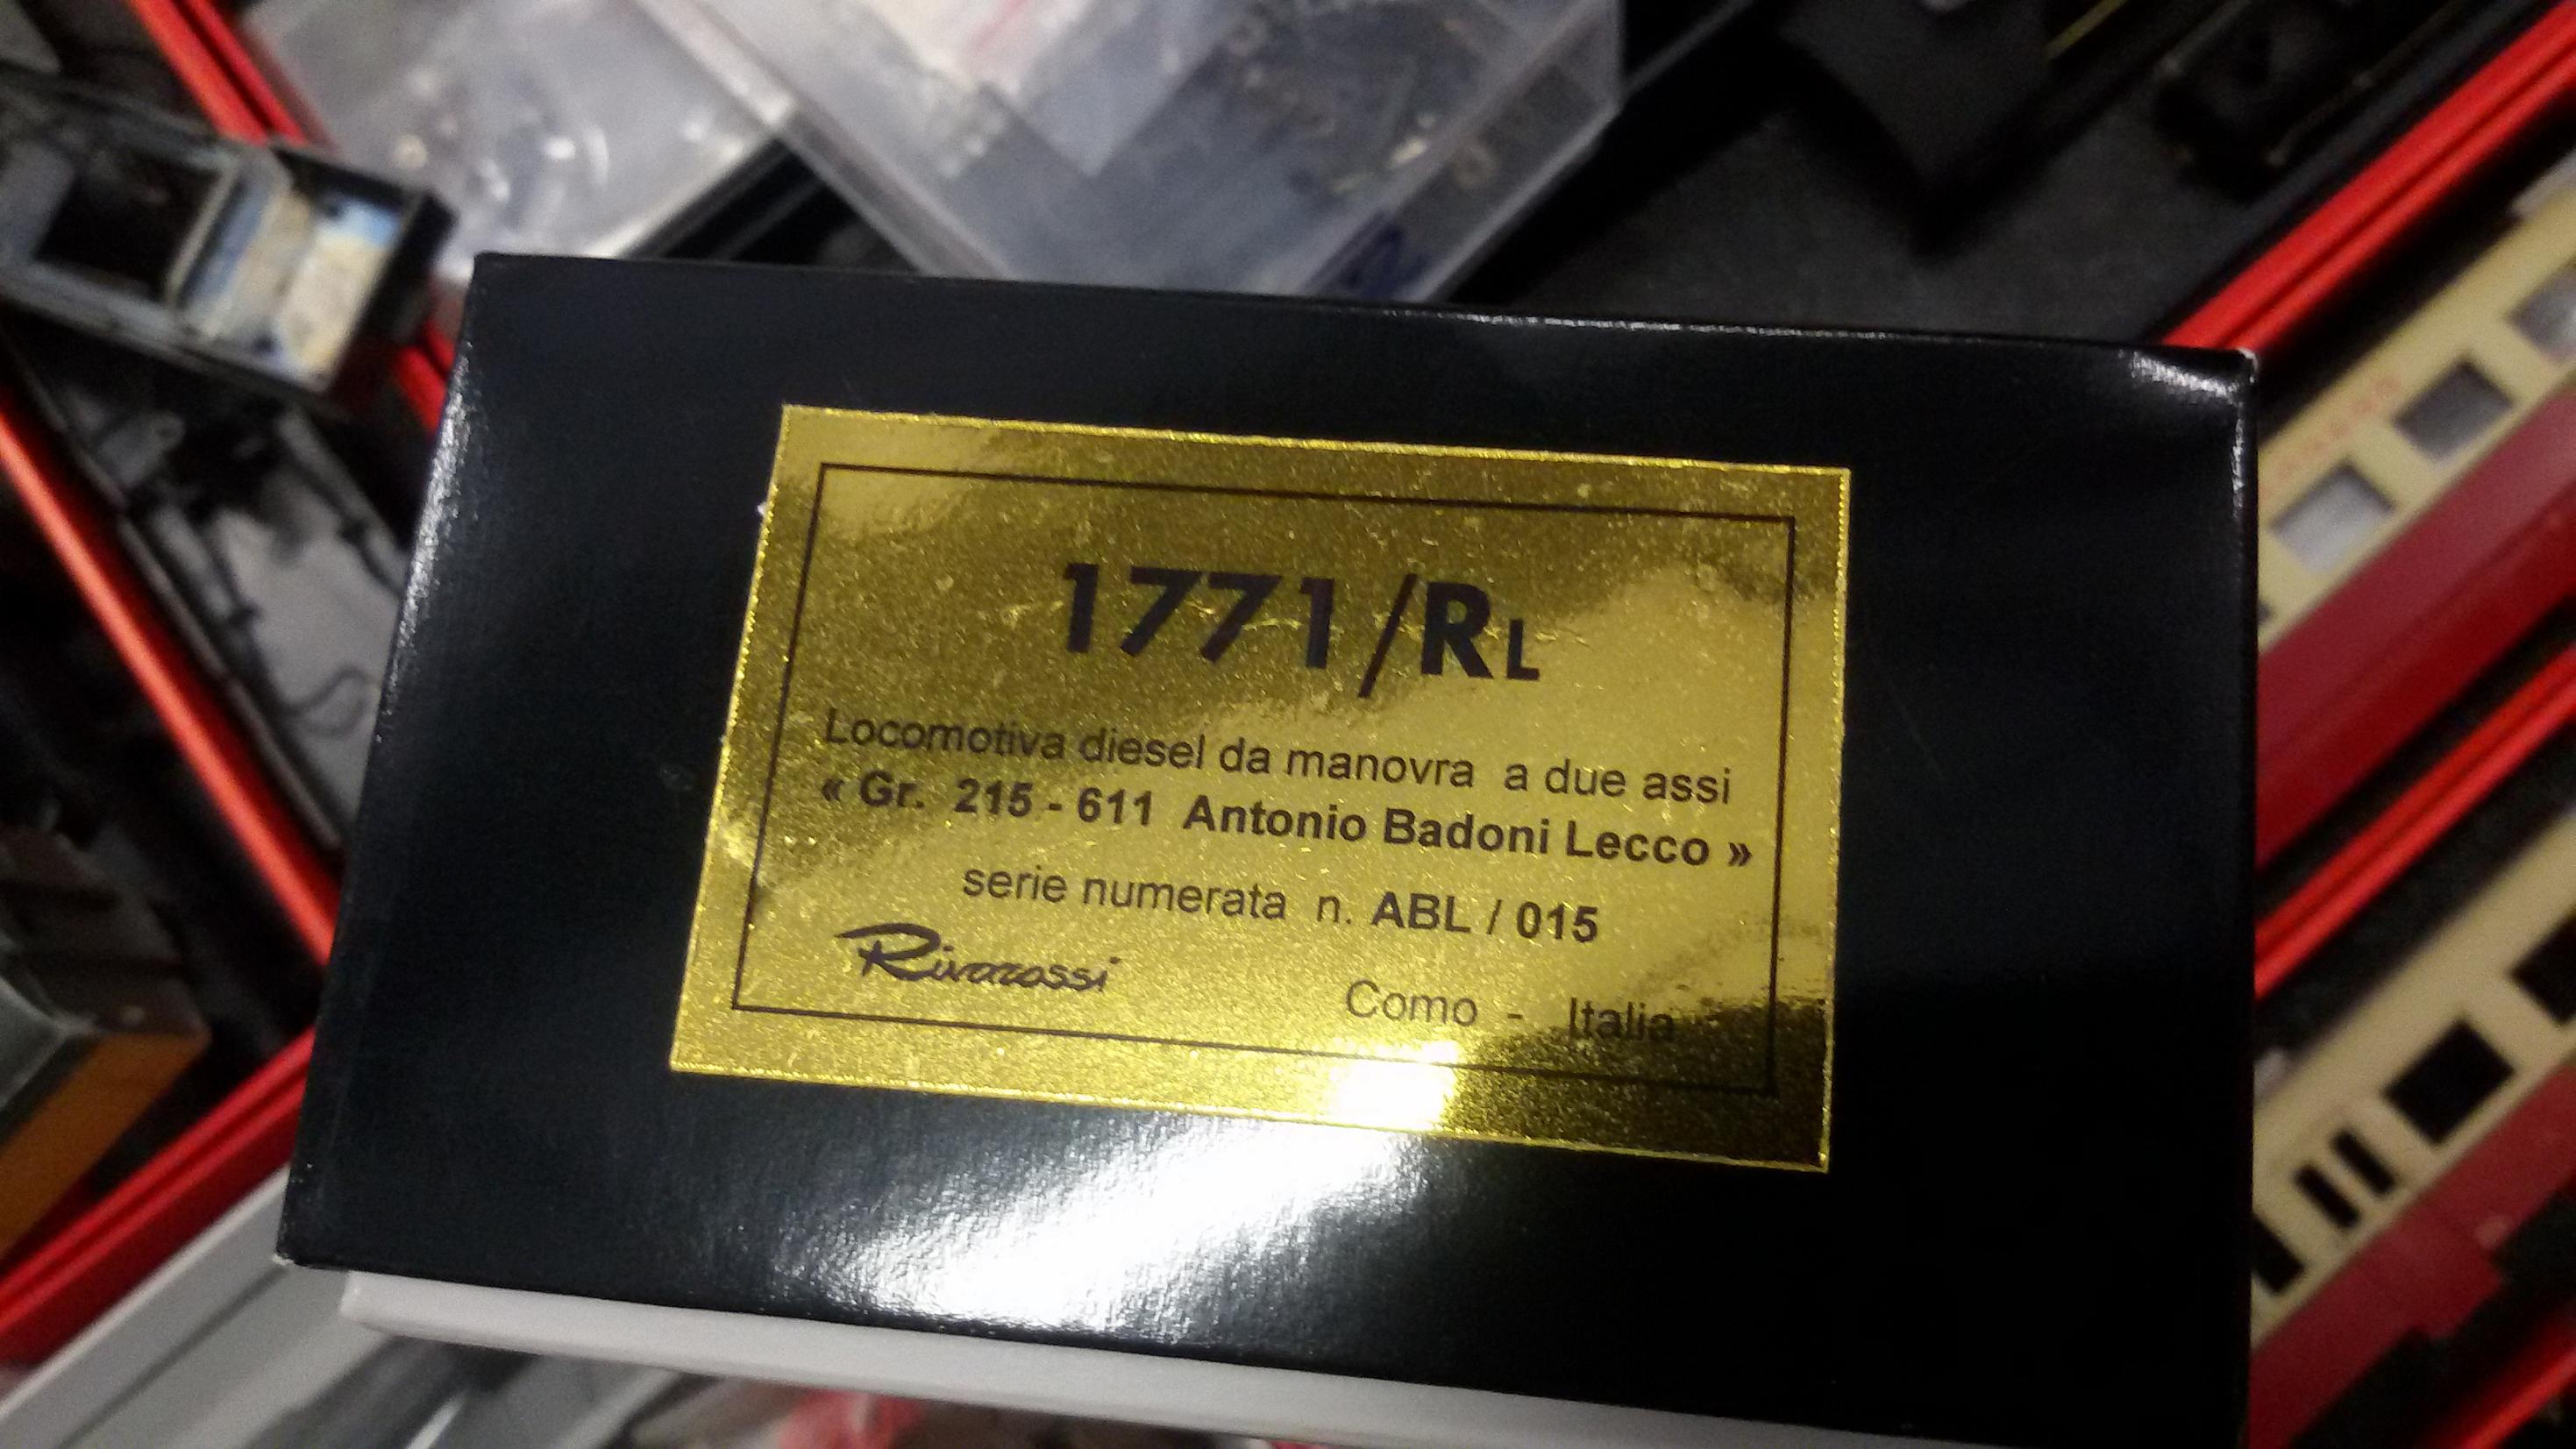 1771/RL
Locomotiva diesel da manovra a due assi
« Gr. 215 - 611 Antonio Badoni Lecco »
serie numerata n. ABL / 015
Rivarossi
Como - Italia